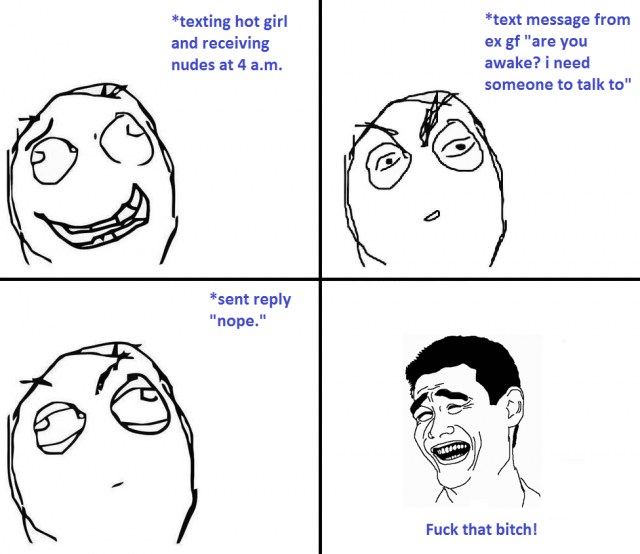 *texting hot girl
and receiving
nudes at 4 a.m.
*text message from
ex gf "are you
awake? i need
someone to talk to"
*sent reply
"nope."
Fuck that bitch!